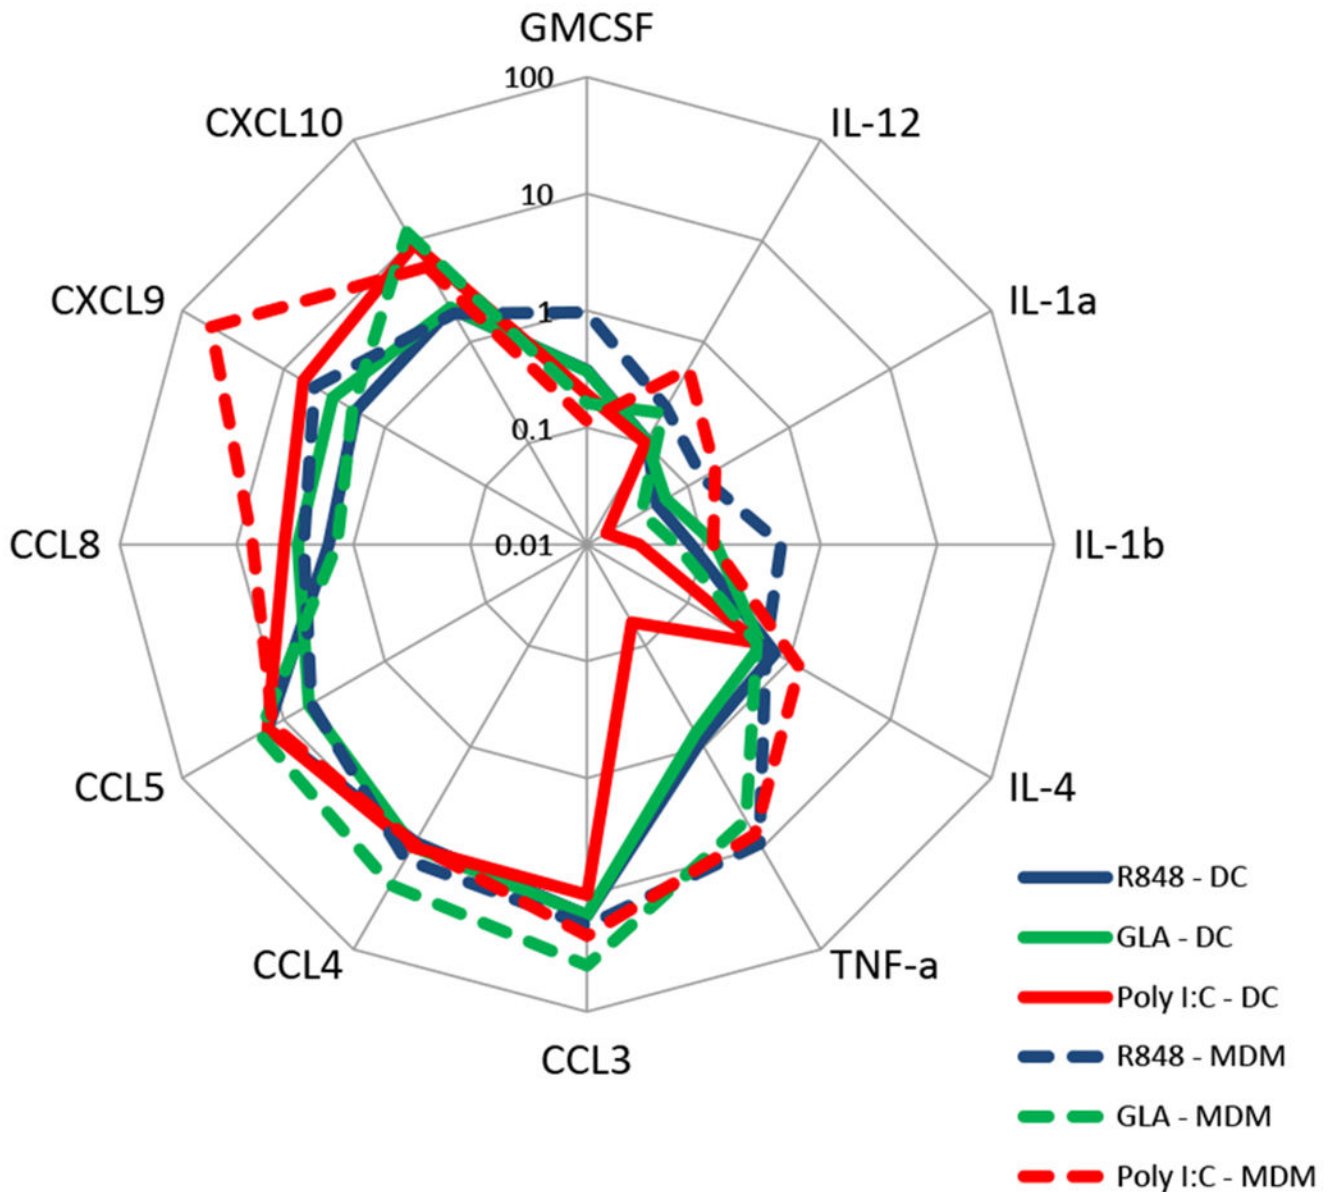 GMCSF
100
CXCL10
IL-12
10
CXCL9
1
IL-1a
0.1
CCL8
0.01
IL-1b
CCL5
IL-4
R848 - DC
GLA - DC
CCL4
TNF-a
Poly I:C - DC
CCL3
R848 - MDM
GLA - MDM
Poly I:C - MDM